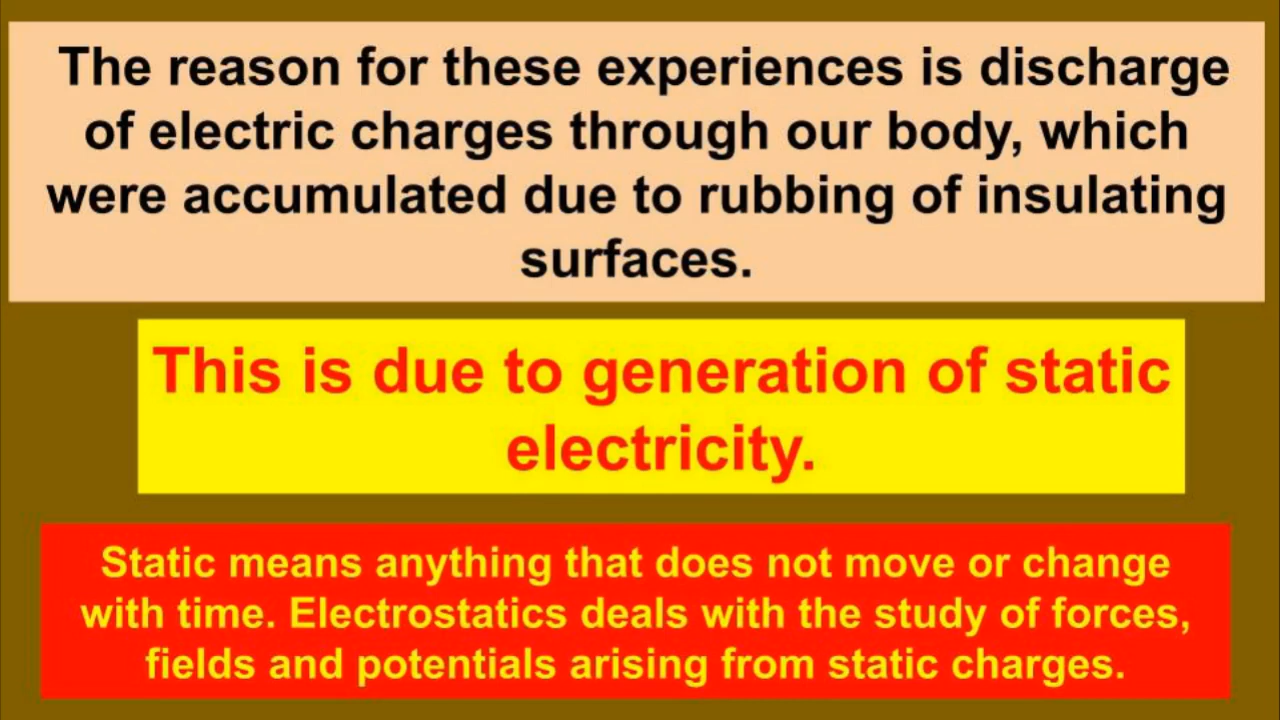 The reason for these experiences is discharge
of electric charges through our body, which
were accumulated due to rubbing of insulating
surfaces.
This is due to generation of static
electricity.
Static means anything that does not move or change
with time. Electrostatics deals with the study of forces,
fields and potentials arising from static charges.